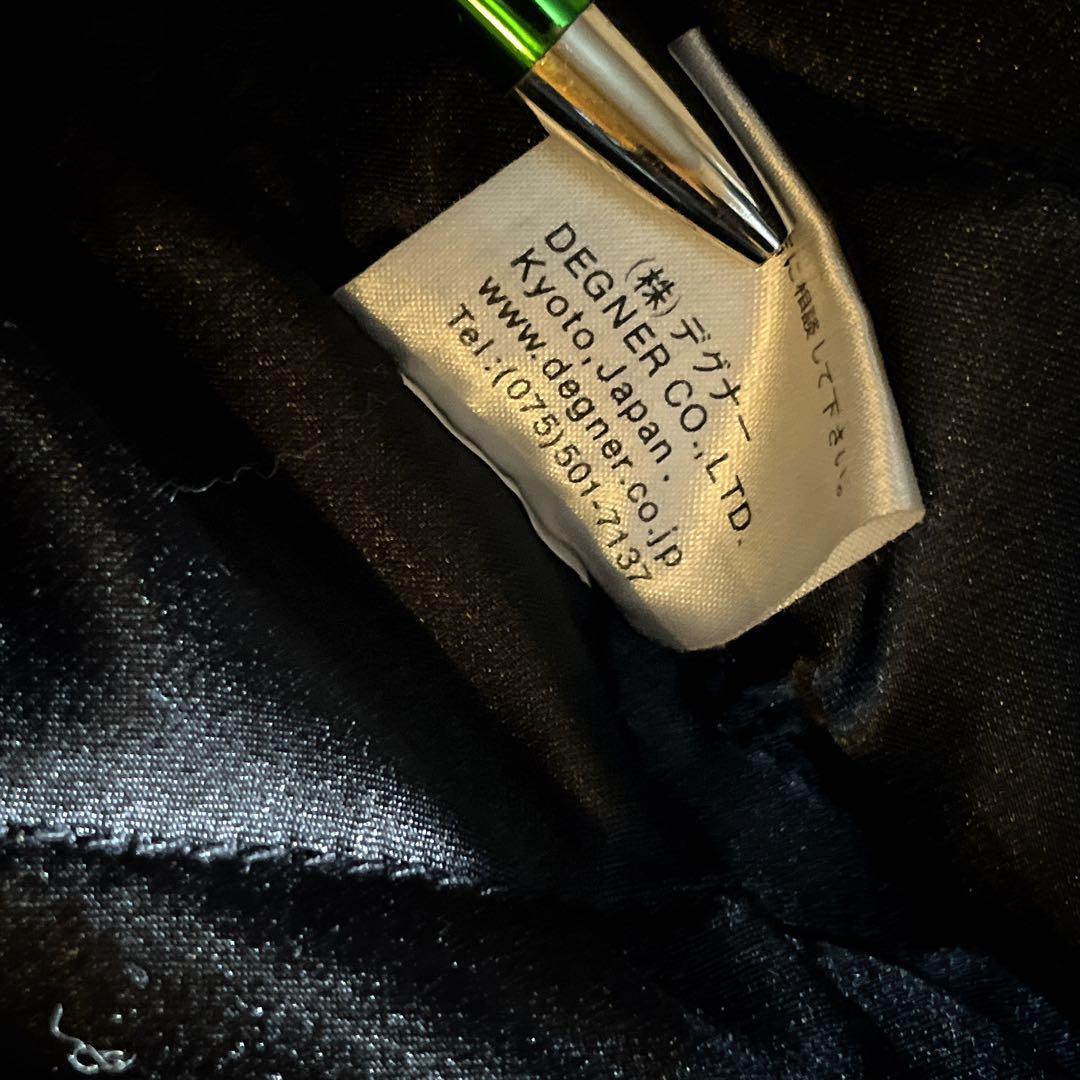 に相談して下さい。
(株)デグナー
DEGNER CO.,LTD.
Kyoto,Japan.
www.degner.co.jp
Tel:(075)501-7137